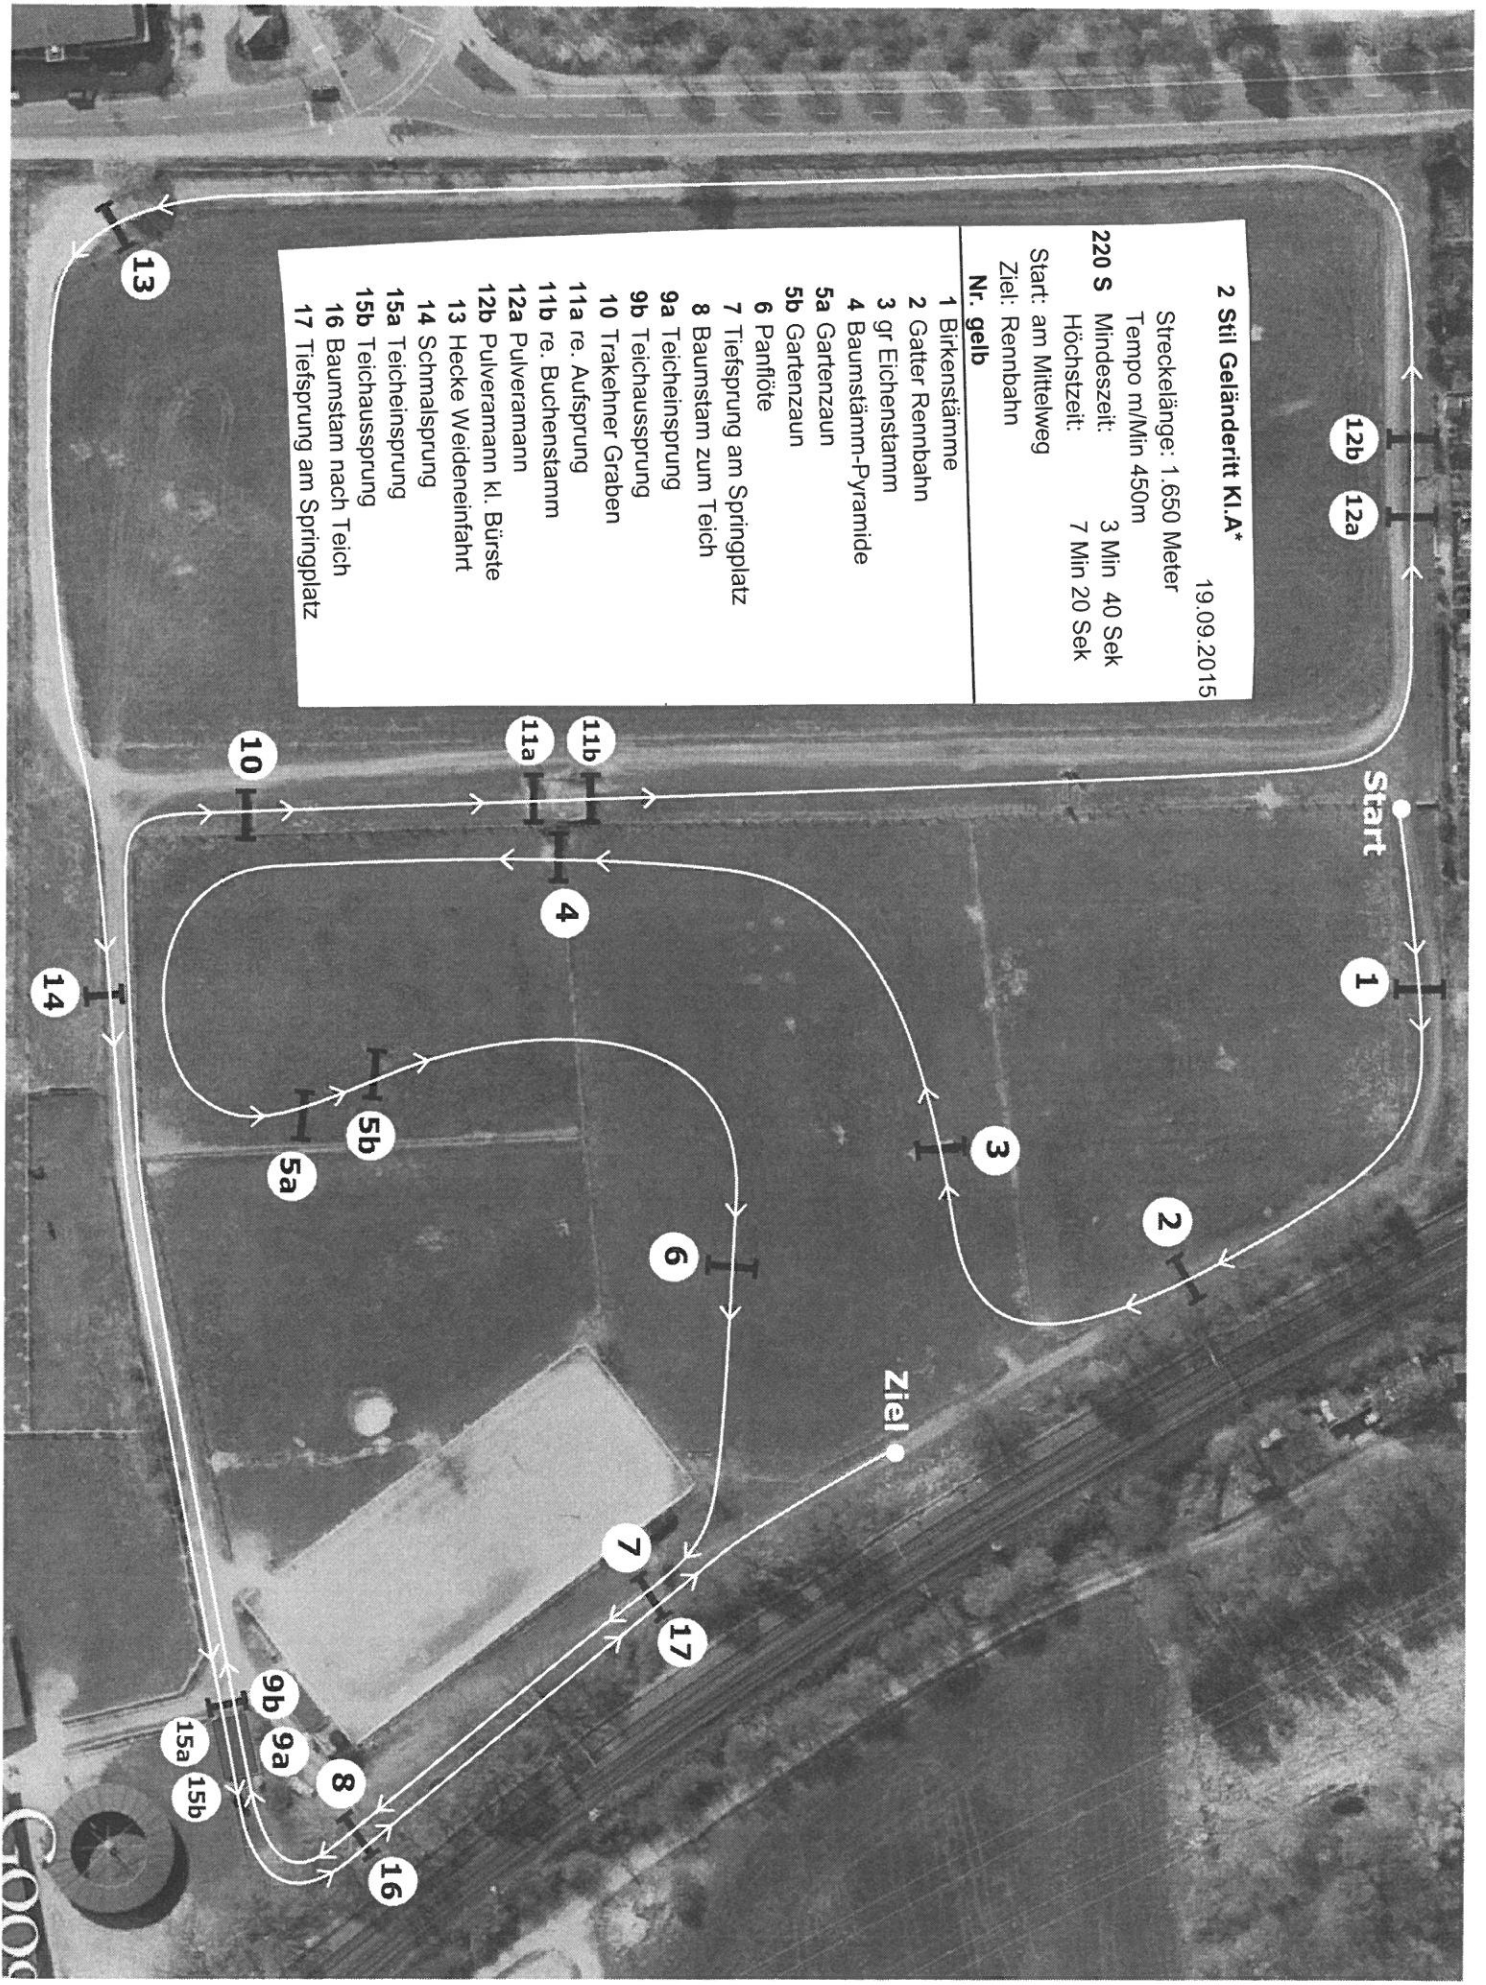 2 Stil Geländeritt Kl.A*
19.09.2015
Streckelänge: 1.650 Meter
Tempo m/Min 450m
220 S Mindeszeit: 3 Min 40 Sek
Höchstzeit: 7 Min 20 Sek
Start: am Mittelweg
Ziel: Rennbahn
Nr. gelb
1 Birkenstämme
2 Gatter Rennbahn
3 gr Eichenstamm
4 Baumstämm-Pyramide
5a Gartenzaun
5b Gartenzaun
6 Panflöte
7 Tiefsprung am Springplatz
8 Baumstam zum Teich
9a Teicheinsprung
9b Teichaussprung
10 Trakehner Graben
11a re. Aufsprung
11b re. Buchenstamm
12a Pulveramann
12b Pulveramann kl. Bürste
13 Hecke Weideneinfahrt
14 Schmalsprung
15a Teicheinsprung
15b Teichaussprung
16 Baumstam nach Teich
17 Tiefsprung am Springplatz
Start
1
2
3
4
5a
5b
6
7
8
9a
9b
10
11a
11b
12a
12b
13
14
15a
15b
16
17
Ziel
Goog